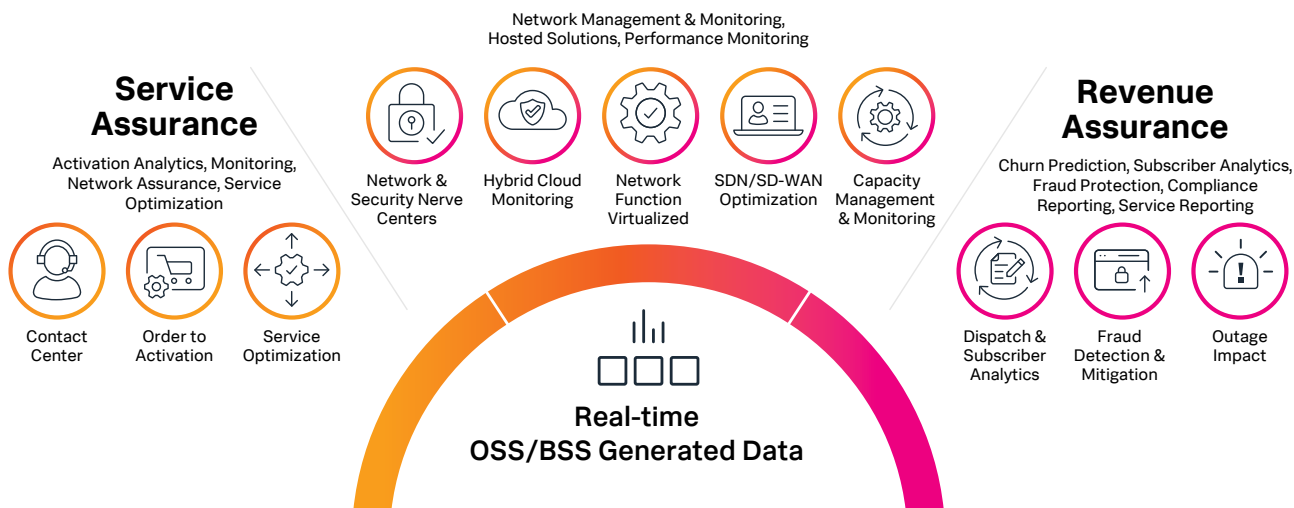 Service
Assurance
Activation Analytics, Monitoring,
Network Assurance, Service
Optimization
Contact
Center
Order to
Activation
Service
Optimization
Network Management & Monitoring,
Hosted Solutions, Performance Monitoring
Network &
Security Nerve
Centers
Hybrid Cloud
Monitoring
Network
Function
Virtualized
SDN/SD-WAN
Optimization
Capacity
Management
& Monitoring
Revenue
Assurance
Churn Prediction, Subscriber Analytics,
Fraud Protection, Compliance
Reporting, Service Reporting
Dispatch &
Subscriber
Analytics
Fraud
Detection &
Mitigation
Outage
Impact
Real-time
OSS/BSS Generated Data